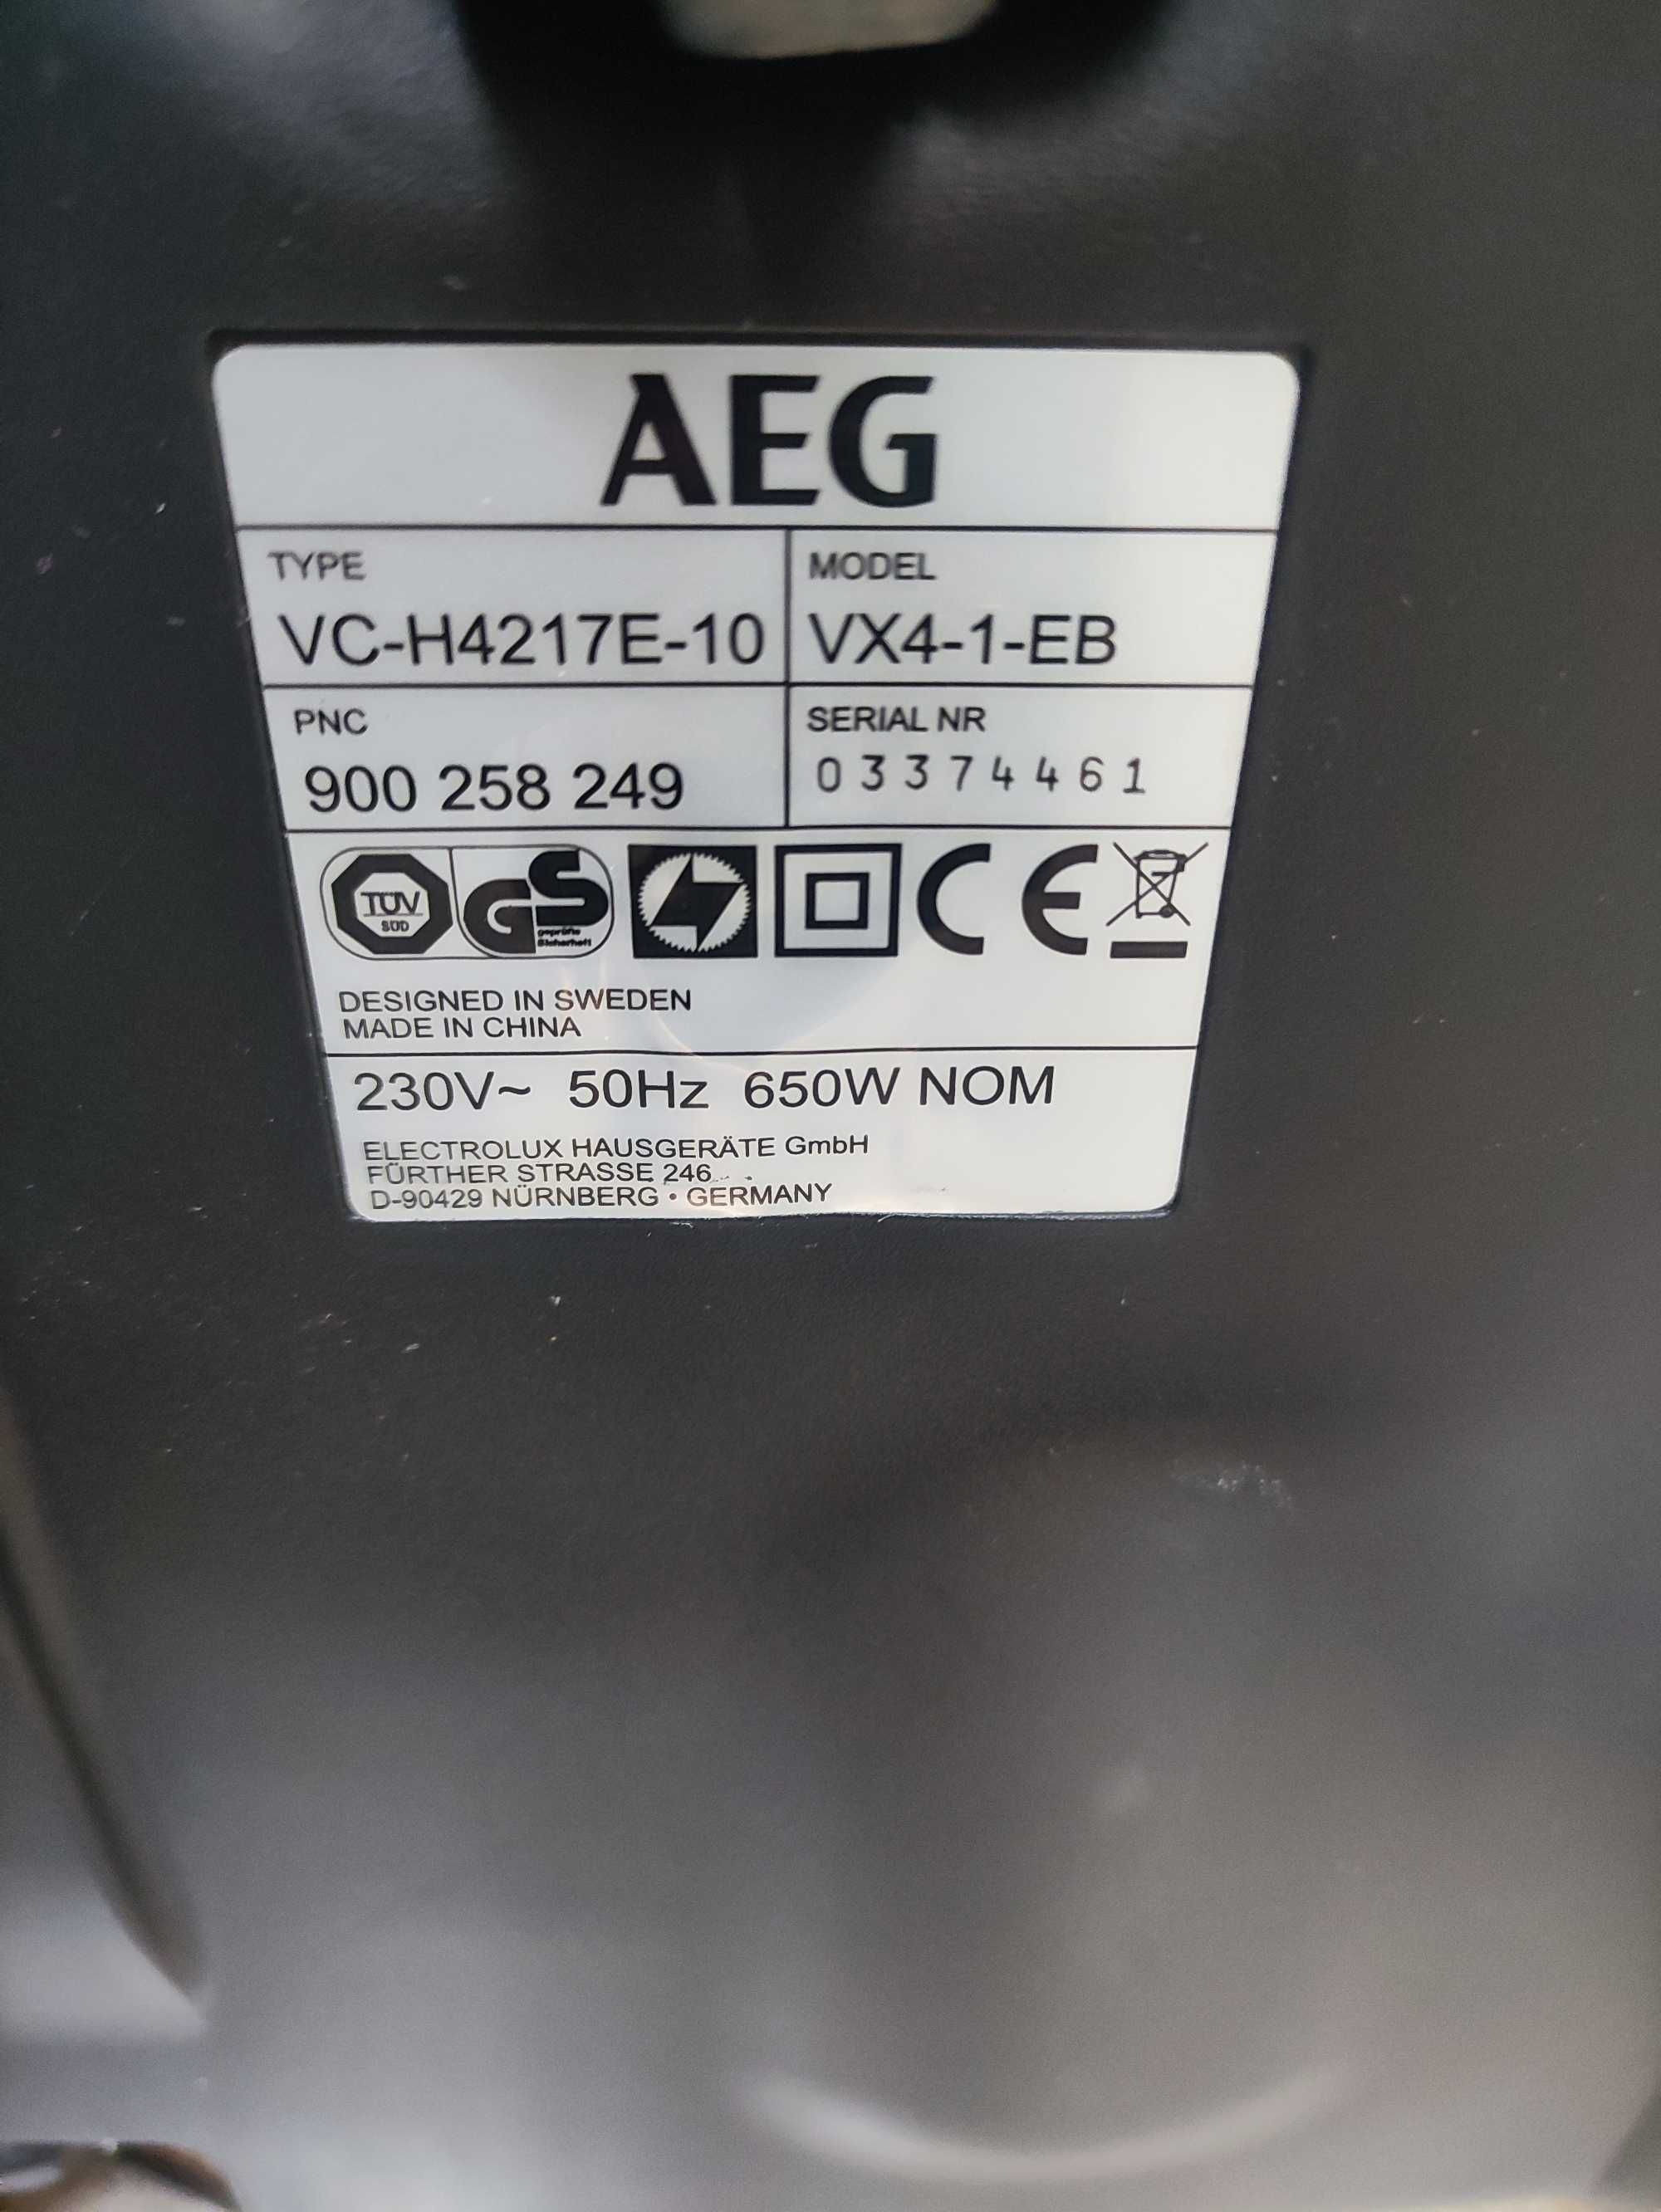 AEG
TYPE
VC-H4217E-10
MODEL
VX4-1-EB
PNC
900 258 249
SERIAL NR
03374461
TÜV
SÜD
GS
geprüfte
Sicherheit
CE
DESIGNED IN SWEDEN
MADE IN CHINA
230V~ 50Hz 650W NOM
ELECTROLUX HAUSGERÄTE GmbH
FÜRTHER STRASSE 246
D-90429 NÜRNBERG • GERMANY